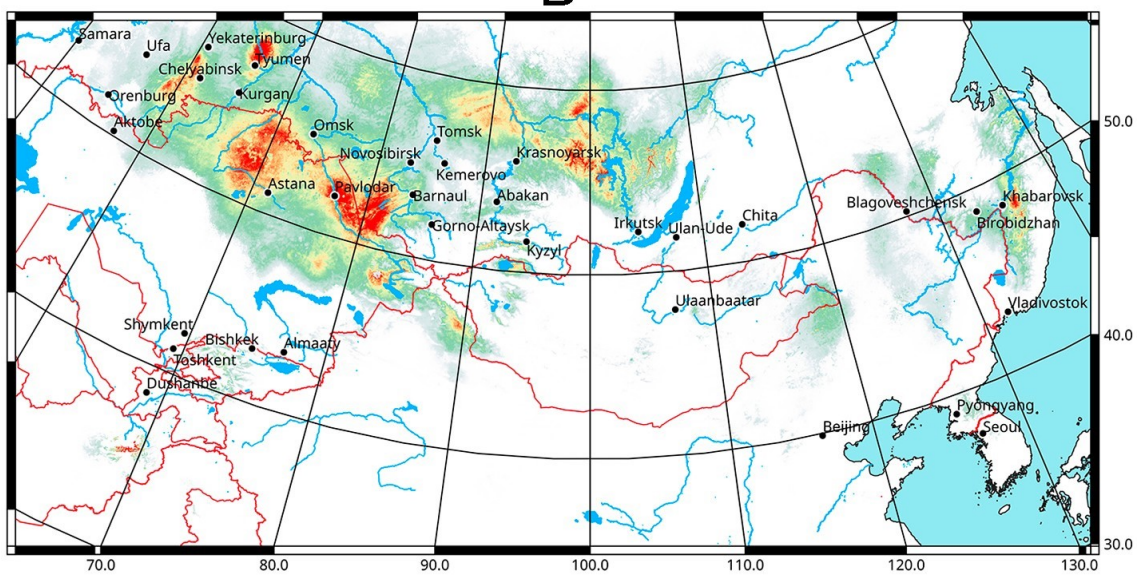 Samara
Ufa
Yekaterinburg
Tyumen
Chelyabinsk
Orenburg
Kurgan
Aktobe
Omsk
Tomsk
Novosibirsk
Kemerovo
Krasnoyarsk
Astana
Pavlodar
Barnaul
Abakan
Gorno-Altaysk
Kyzyl
Irkutsk
Ulan-Ude
Chita
Blagoveshchensk
Khabarovsk
Birobidzhan
50.0
Ulaanbaatar
Vladivostok
Shymkent
Bishkek
Almaaty
Toshkent
Dushanbe
40.0
Pyongyang
Beijing
Seoul
30.0
70.0
80.0
90.0
100.0
110.0
120.0
130.0